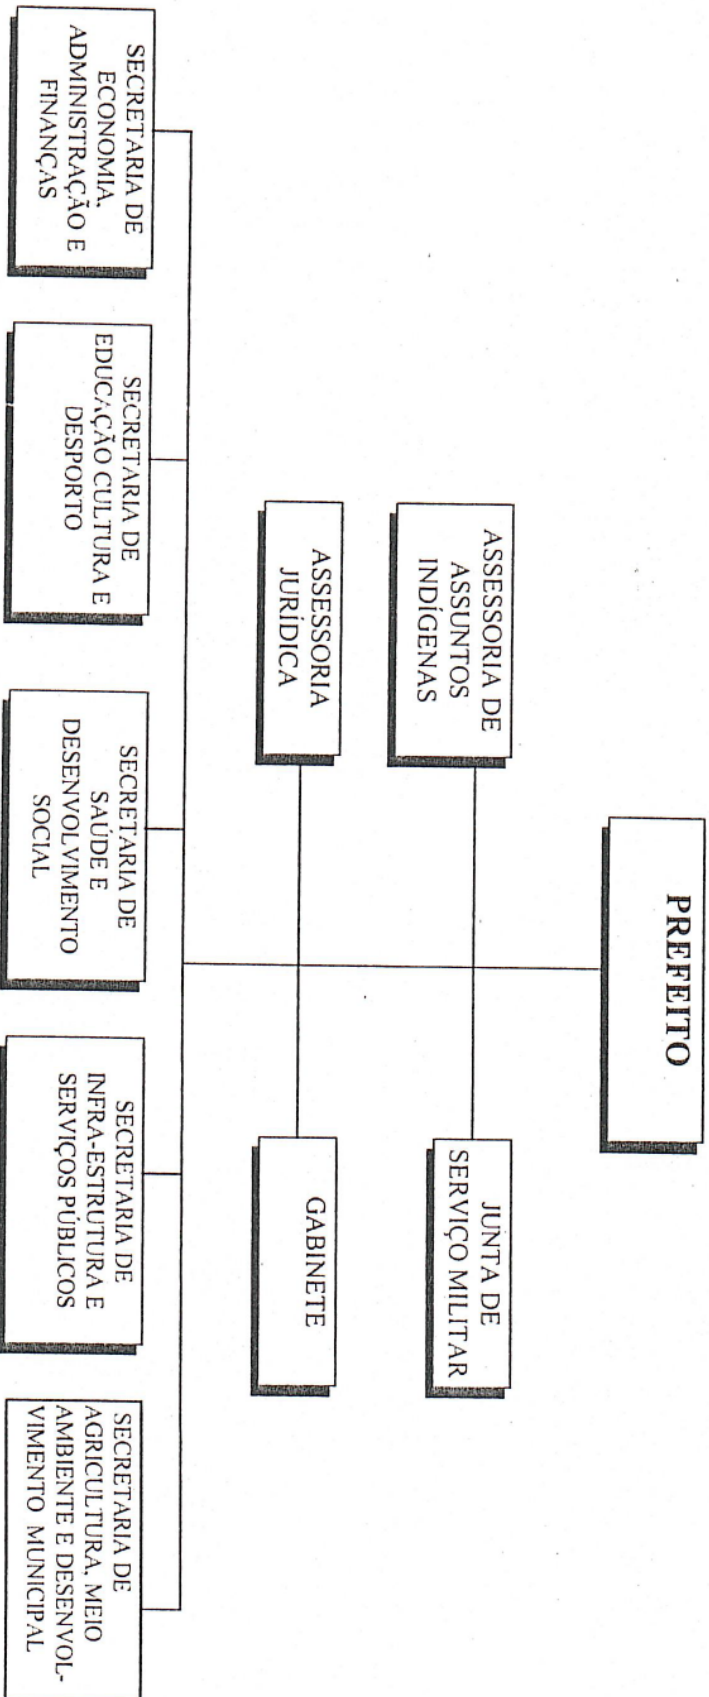 PREFEITO
ASSESSORIA DE
ASSUNTOS
INDÍGENAS
JUNTA DE
SERVIÇO MILITAR
ASSESSORIA
JURÍDICA
GABINETE
SECRETARIA DE
ECONOMIA,
ADMINISTRAÇÃO E
FINANÇAS
SECRETARIA DE
EDUCAÇÃO CULTURA E
DESPORTO
SECRETARIA DE
SAÚDE E
DESENVOLVIMENTO
SOCIAL
SECRETARIA DE
INFRA-ESTRUTURA E
SERVIÇOS PÚBLICOS
SECRETARIA DE
AGRICULTURA, MEIO
AMBIENTE E DESENVOL-
VIMENTO MUNICIPAL